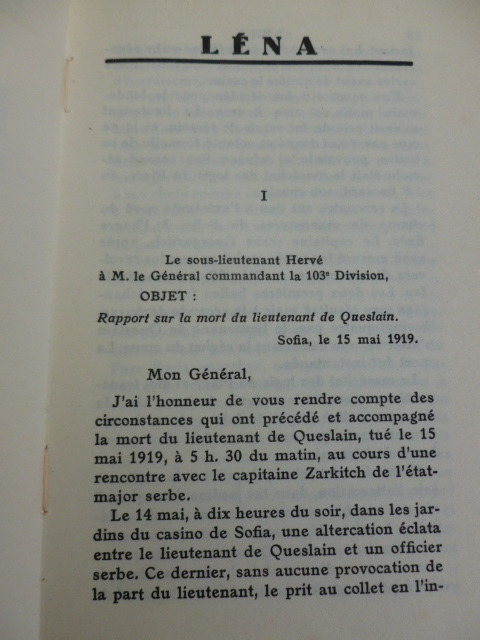 LÉNA
I
Le sous-lieutenant Hervé
à M. le Général commandant la 103e Division,
OBJET :
Rapport sur la mort du lieutenant de Queslain.
Sofia, le 15 mai 1919.
Mon Général,
J'ai l'honneur de vous rendre compte des
circonstances qui ont précédé et accompagné
la mort du lieutenant de Queslain, tué le 15
mai 1919, à 5 h. 30 du matin, au cours d'une
rencontre avec le capitaine Zarkitch de l'état-
major serbe.
Le 14 mai, à dix heures du soir, dans les jar-
dins du casino de Sofia, une altercation éclata
entre le lieutenant de Queslain et un officier
serbe. Ce dernier, sans aucune provocation de
la part du lieutenant, le prit au collet en l'in-